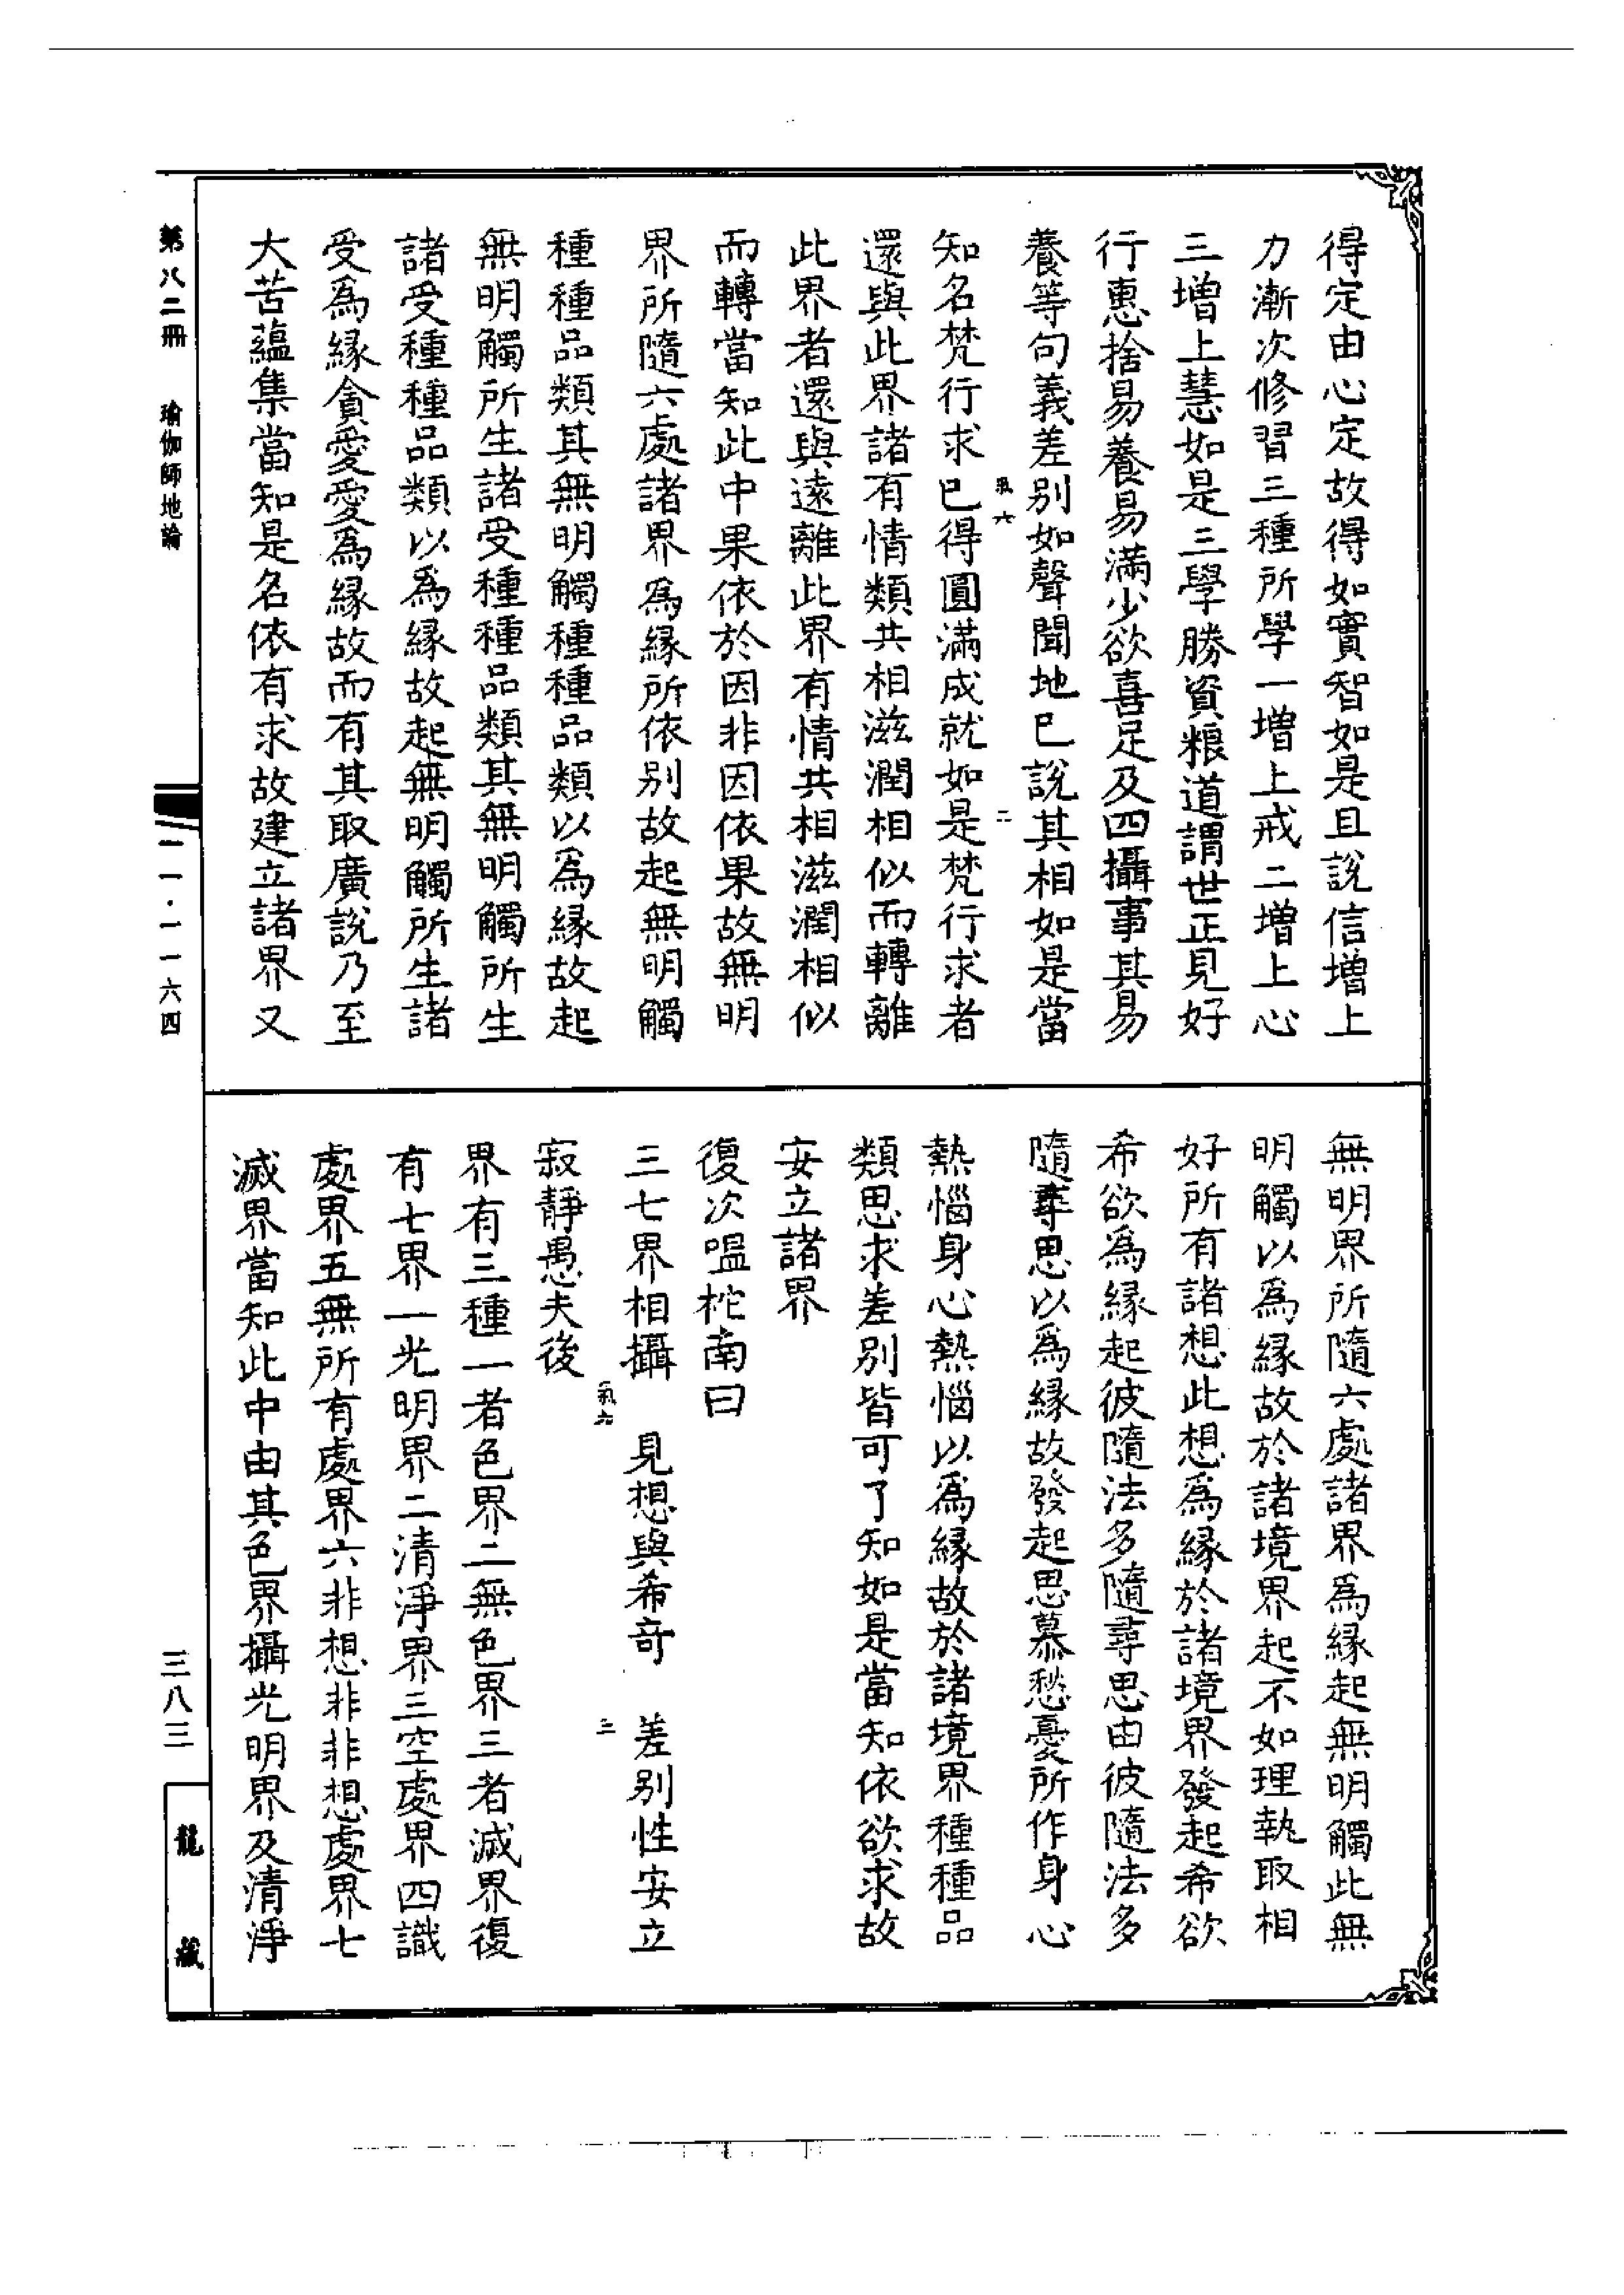 得定由心定故得如實智如是且說信增上
力漸次修習三種所學一增上戒二增上心
三增上慧如是三學勝資粮道謂世正見好
行惠捨易養易滿少欲喜足及四攝事其易
養等句義差別如聲聞地已說其相如是當
氣六
二
知名梵行求已得圓滿成就如是梵行求者
還與此界諸有情類共相滋潤相似而轉離
此界者還與遠離此界有情共相滋潤相似
而轉當知此中果依於因非因依果故無明
界所隨六處諸界為緣所依別故起無明觸
種種品類其無明觸種種品類以為緣故起
無明觸所生諸受種種品類其無明觸所生
諸受種種品類以為緣故起無明觸所生諸
受為緣貪愛愛為緣故而有其取廣說乃至
大苦蘊集當知是名依有求故建立諸界又
無明界所隨六處諸界為緣起無明觸此無
明觸以為緣故於諸境界起不如理執取相
好所有諸想此想為緣於諸境界發起希欲
希欲為緣起彼隨法多隨尋思由彼隨法多
隨尋思以為緣故發起思慕愁憂所作身心
熱惱身心熱惱以為緣故於諸境界種種品
類思求差別皆可了知如是當知依欲求故
安立諸界
復次嗢柁南曰
三七界相攝　見想與希奇　差別性安立
氣六
三
寂靜愚夫後
界有三種一者色界二無色界三者滅界復
有七界一光明界二清淨界三空處界四識
處界五無所有處界六非想非非想處界七
滅界當知此中由其色界攝光明界及清淨
第八二冊　瑜伽師地論　一一·一一六四　三八三
龍藏